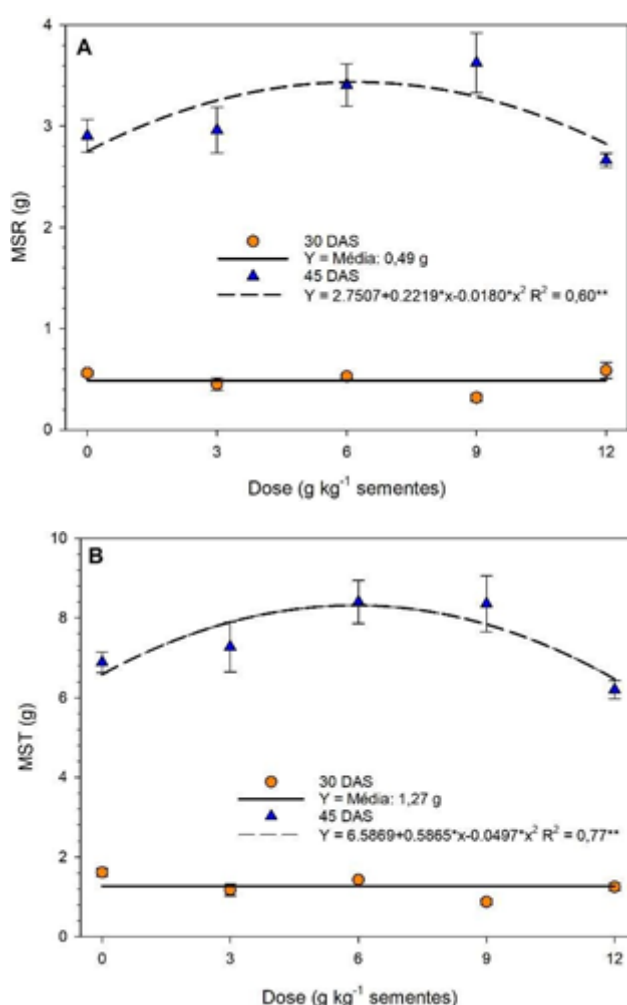 A
4
3
2
1
0
MSR (g)
30 DAS
Y = Média: 0,49 g
45 DAS
Y = 2.7507+0.2219*x-0.0180*x² R² = 0,60**
0 3 6 9 12
Dose (g kg⁻¹ sementes)
B
10
8
6
4
2
0
MST (g)
30 DAS
Y = Média: 1,27 g
45 DAS
Y = 6.5869+0.5865*x-0.0497*x² R² = 0,77**
0 3 6 9 12
Dose (g kg⁻¹ sementes)